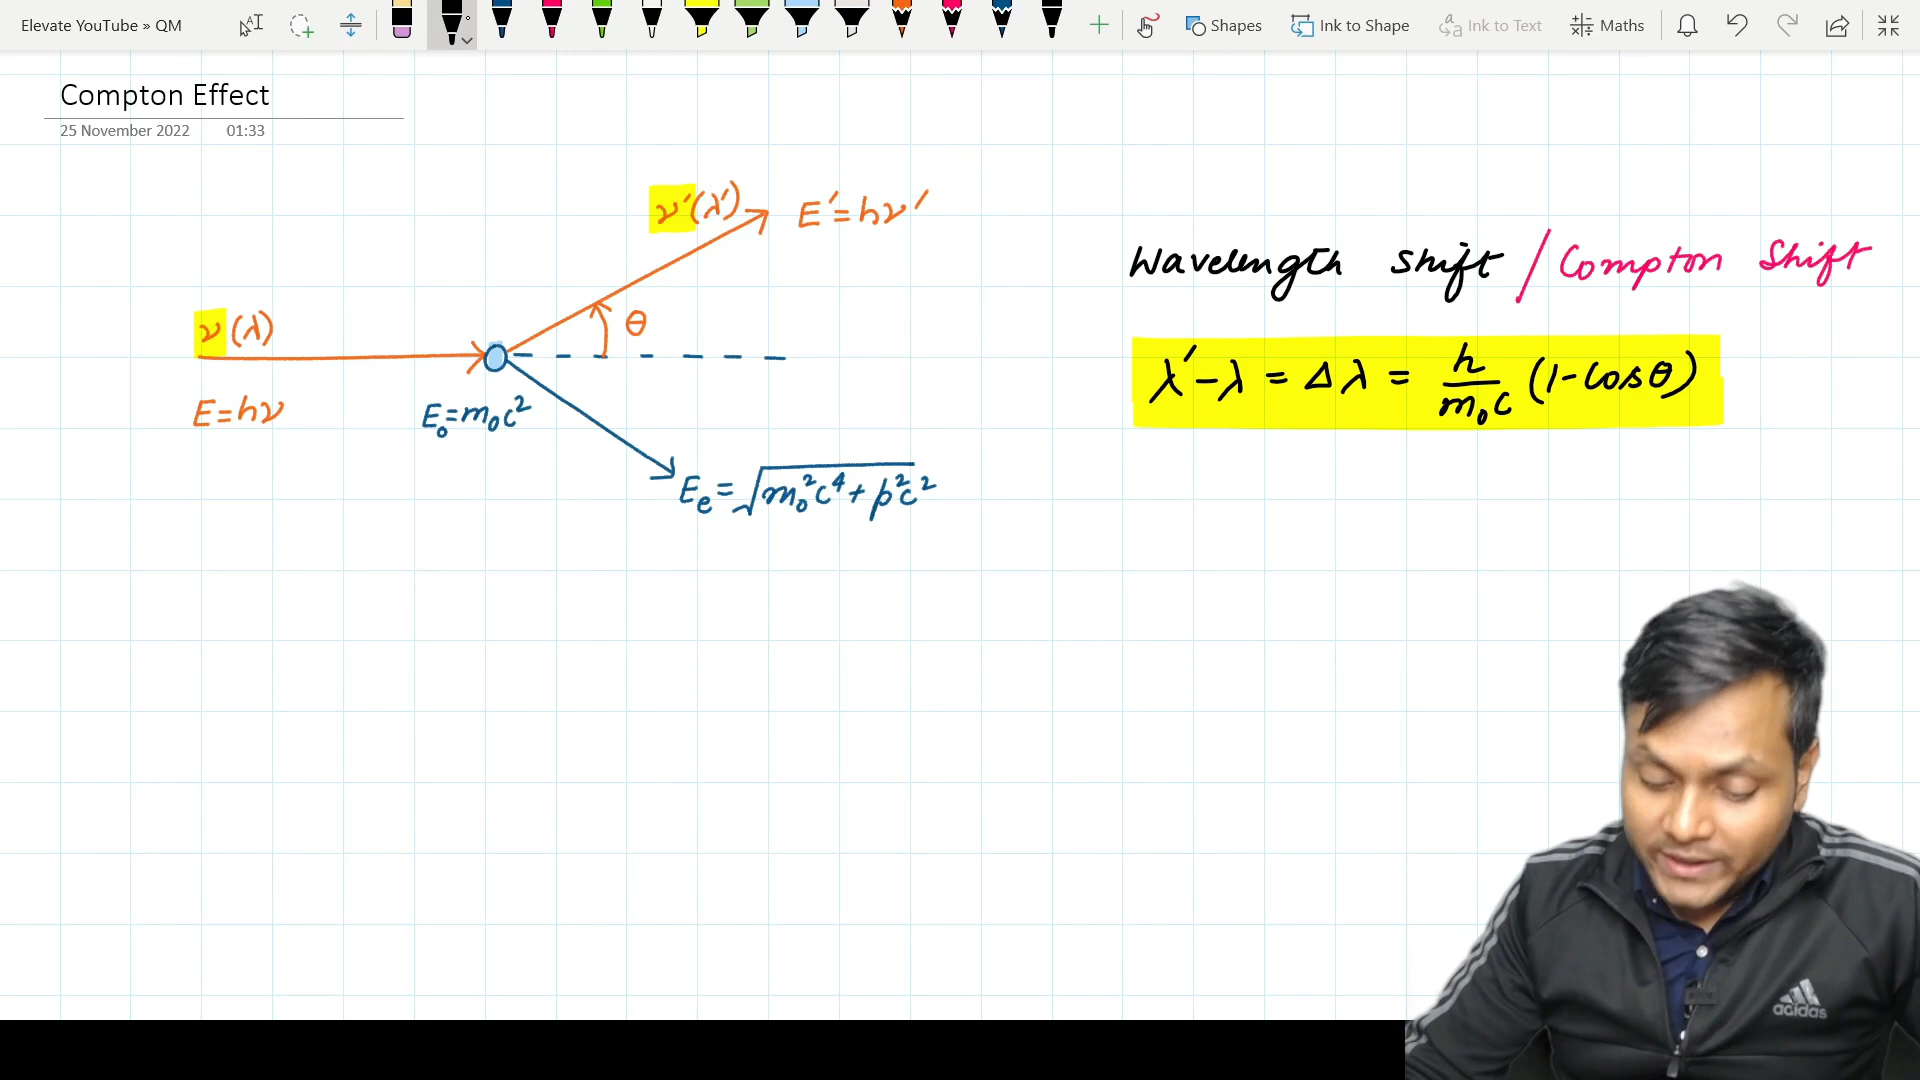 Elevate YouTube » QM
Shapes
Ink to Shape
Ink to Text
Maths
Compton Effect
25 November 2022 01:33
ν'(λ') E'=hν'
Wavelength Shift / Compton Shift
ν (λ)
θ
λ'-λ = Δλ = h/m₀c (1-cosθ)
E=hν
E₀=m₀c²
Eₑ=√m₀²c⁴+p²c²
adidas